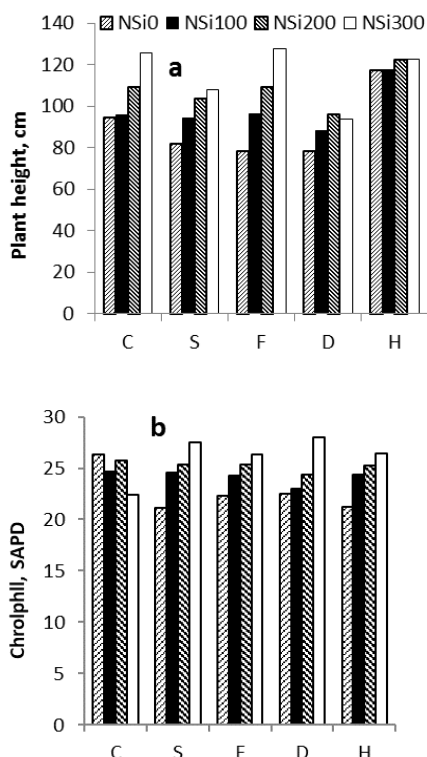 140
NSi0 NSi100 NSi200 NSi300
a
120
100
80
60
40
20
0
Plant height, cm
C S F D H
30
b
25
20
15
10
5
0
Chrolphll, SAPD
C S F D H